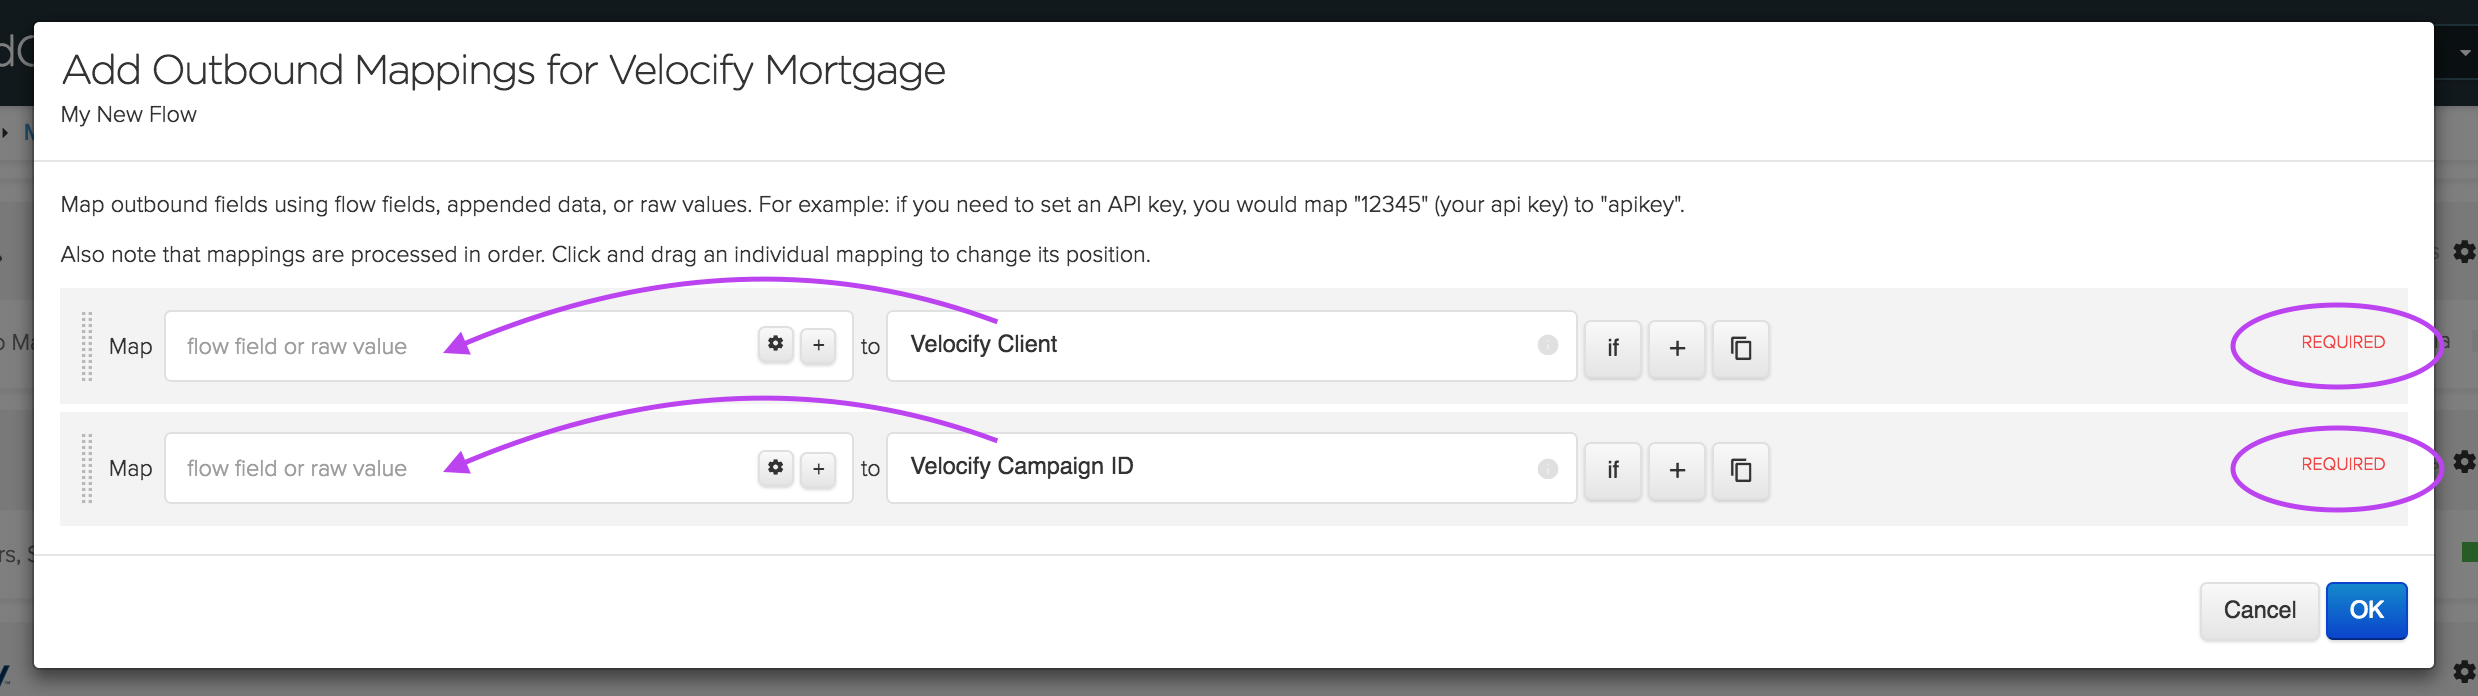 Add Outbound Mappings for Velocify Mortgage
My New Flow
Map outbound fields using flow fields, appended data, or raw values. For example: if you need to set an API key, you would map "12345" (your api key) to "apikey".
Also note that mappings are processed in order. Click and drag an individual mapping to change its position.
Map flow field or raw value + to Velocify Client if + REQUIRED
Map flow field or raw value + to Velocify Campaign ID if + REQUIRED
Cancel OK